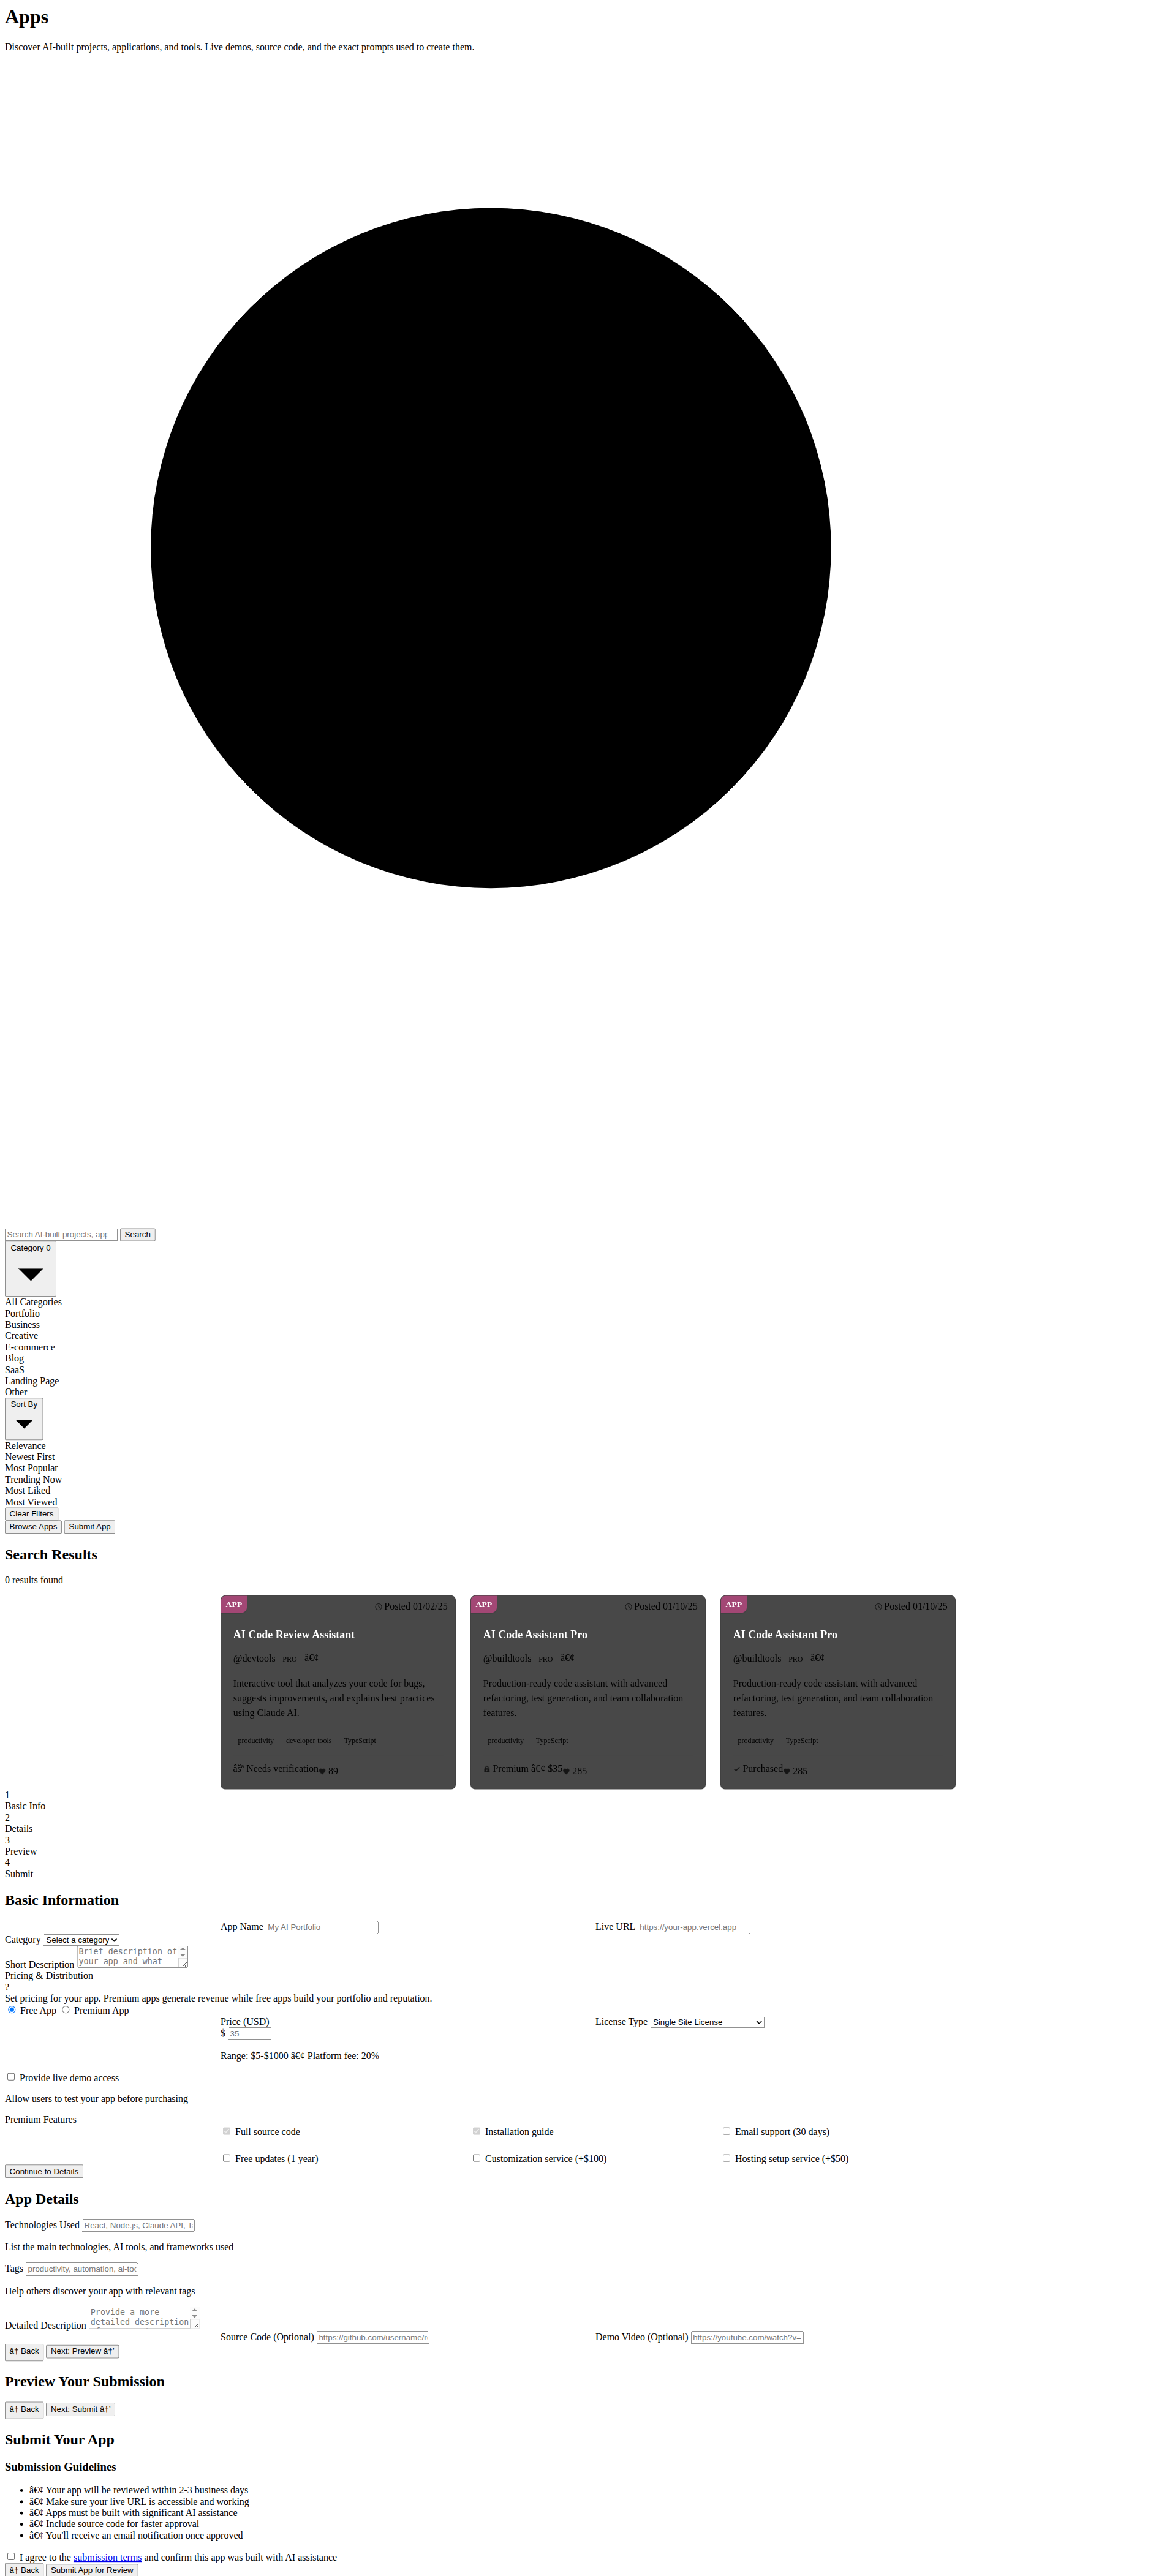 Apps
Discover AI-built projects, applications, and tools. Live demos, source code, and the exact prompts used to create them.
Search AI-built projects, app Search
Category 0
All Categories
Portfolio
Business
Creative
E-commerce
Blog
SaaS
Landing Page
Other
Sort By
Relevance
Newest First
Most Popular
Trending Now
Most Liked
Most Viewed
Clear Filters
Browse Apps Submit App
Search Results
0 results found
APP Posted 01/02/25
AI Code Review Assistant
@devtools PRO â€¢
Interactive tool that analyzes your code for bugs,
suggests improvements, and explains best practices
using Claude AI.
productivity developer-tools TypeScript
âšª Needs verification 89
APP Posted 01/10/25
AI Code Assistant Pro
@buildtools PRO â€¢
Production-ready code assistant with advanced
refactoring, test generation, and team collaboration
features.
productivity TypeScript
Premium â€¢ $35 285
APP Posted 01/10/25
AI Code Assistant Pro
@buildtools PRO â€¢
Production-ready code assistant with advanced
refactoring, test generation, and team collaboration
features.
productivity TypeScript
Purchased 285
1
Basic Info
2
Details
3
Preview
4
Submit
Basic Information
App Name My AI Portfolio Live URL https://your-app.vercel.app
Category Select a category
Short Description Brief description of
your app and what
Pricing & Distribution
?
Set pricing for your app. Premium apps generate revenue while free apps build your portfolio and reputation.
Free App Premium App
Price (USD) License Type Single Site License
$ 35
Range: $5-$1000 â€¢ Platform fee: 20%
Provide live demo access
Allow users to test your app before purchasing
Premium Features
Full source code Installation guide Email support (30 days)
Free updates (1 year) Customization service (+$100) Hosting setup service (+$50)
Continue to Details
App Details
Technologies Used React, Node.js, Claude API, T
List the main technologies, AI tools, and frameworks used
Tags productivity, automation, ai-too
Help others discover your app with relevant tags
Detailed Description Provide a more
detailed description
Source Code (Optional) https://github.com/username/r Demo Video (Optional) https://youtube.com/watch?v=
â† Back Next: Preview â†’
Preview Your Submission
â† Back Next: Submit â†’
Submit Your App
Submission Guidelines
• â€¢ Your app will be reviewed within 2-3 business days
• â€¢ Make sure your live URL is accessible and working
• â€¢ Apps must be built with significant AI assistance
• â€¢ Include source code for faster approval
• â€¢ You'll receive an email notification once approved
I agree to the submission terms and confirm this app was built with AI assistance
â† Back Submit App for Review